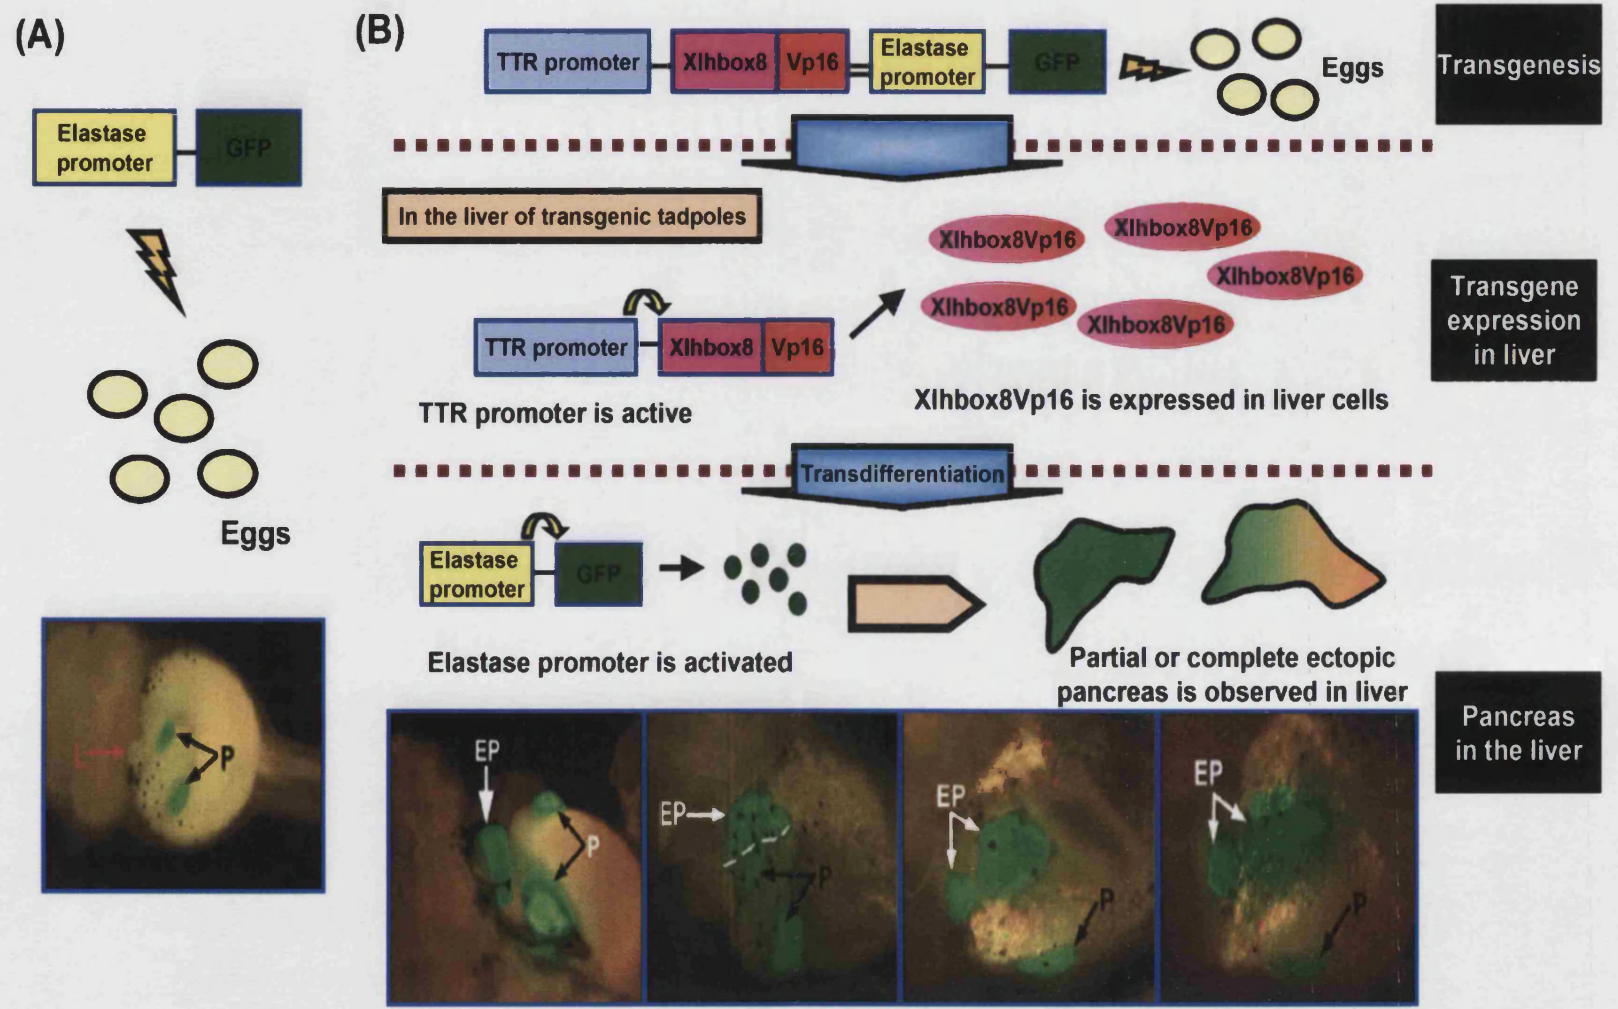 (A)
Elastase
promoter
GFP
Eggs
L
P
(B)
TTR promoter
Xlhbox8
Vp16
Elastase
promoter
GFP
Eggs
Transgenesis
In the liver of transgenic tadpoles
TTR promoter
Xlhbox8
Vp16
TTR promoter is active
Xlhbox8Vp16
Xlhbox8Vp16
Xlhbox8Vp16
Xlhbox8Vp16
Xlhbox8Vp16
Xlhbox8Vp16 is expressed in liver cells
Transgene
expression
in liver
Transdifferentiation
Elastase
promoter
GFP
Elastase promoter is activated
Partial or complete ectopic
pancreas is observed in liver
Pancreas
in the liver
EP
P
EP
P
EP
P
EP
P